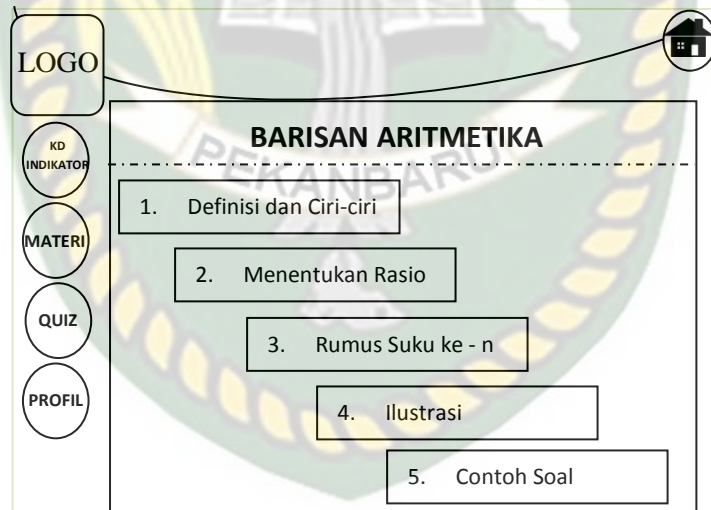 LOGO
BARISAN ARITMETIKA
PEKANBARU
KD
INDIKATOR
MATERI
QUIZ
PROFIL
1. Definisi dan Ciri-ciri
2. Menentukan Rasio
3. Rumus Suku ke - n
4. Ilustrasi
5. Contoh Soal